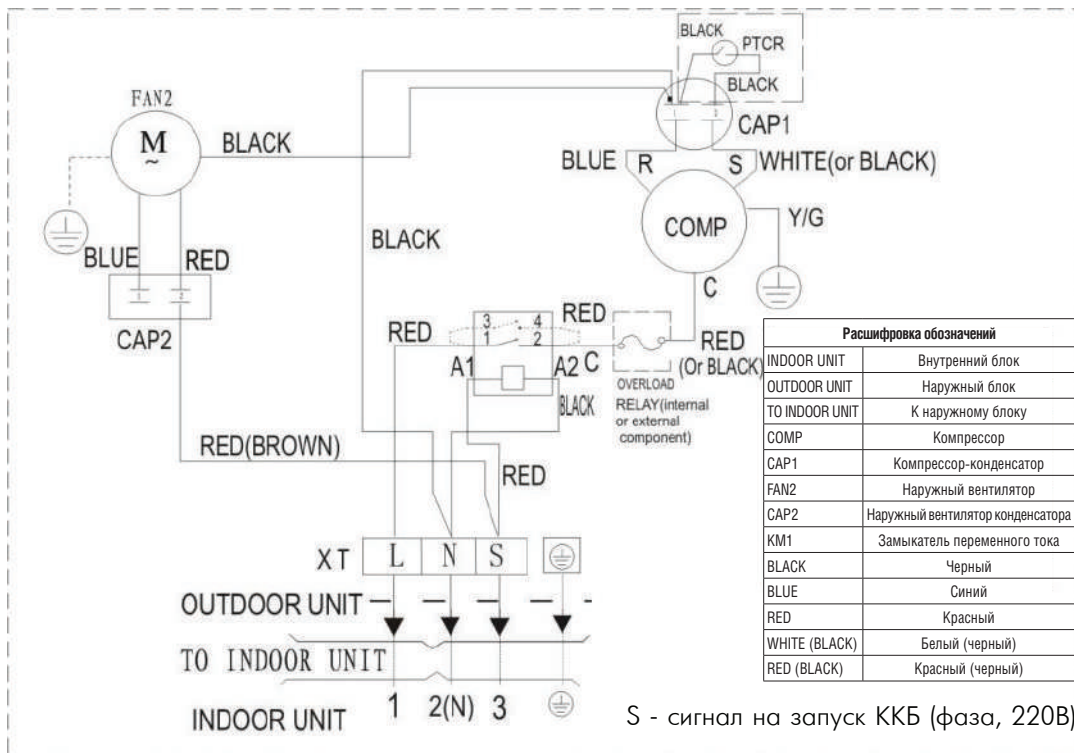 BLACK
PTCR
BLACK
CAP1
FAN2
M
~
BLACK
BLUE
R
S
WHITE(or BLACK)
COMP
Y/G
BLACK
BLUE
RED
1
2
CAP2
C
RED
3
4
1
2
RED
C
A1
A2
BLACK
OVERLOAD
RELAY(internal
or external
component)
RED
(Or BLACK)
RED(BROWN)
RED
XT
L
N
S
OUTDOOR UNIT
TO INDOOR UNIT
INDOOR UNIT
1
2(N)
3
Расшифровка обозначений
INDOOR UNIT Внутренний блок
OUTDOOR UNIT Наружный блок
TO INDOOR UNIT К наружному блоку
COMP Компрессор
CAP1 Компрессор-конденсатор
FAN2 Наружный вентилятор
CAP2 Наружный вентилятор конденсатора
KM1 Замыкатель переменного тока
BLACK Черный
BLUE Синий
RED Красный
WHITE (BLACK) Белый (черный)
RED (BLACK) Красный (черный)
S - сигнал на запуск ККБ (фаза, 220В)